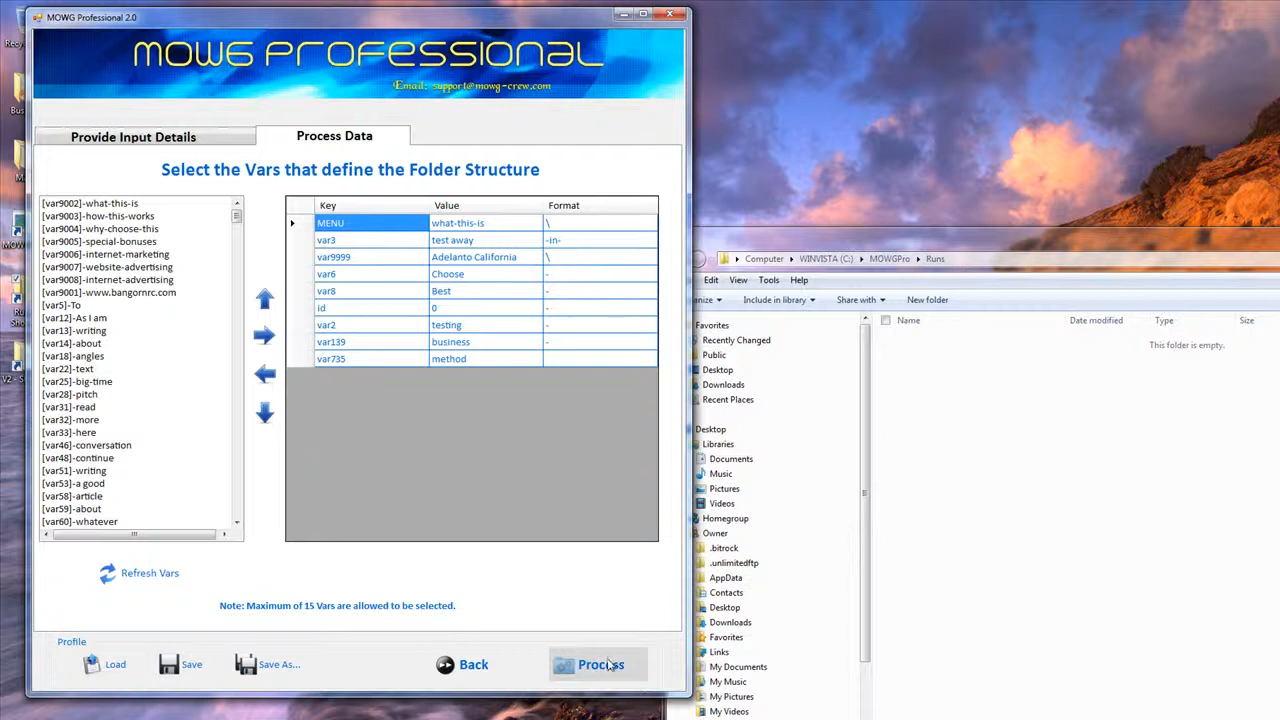 MOWG Professional 2.0
MOWG PROFESSIONAL
Email: support@mowg-crew.com
Provide Input Details
Process Data
Select the Vars that define the Folder Structure
[var9002]-what-this-is
[var9003]-how-this-works
[var9004]-why-choose-this
[var9005]-special-bonuses
[var9006]-internet-marketing
[var9007]-website-advertising
[var9008]-internet-advertising
[var9001]-www.bangornrc.com
[var5]-To
[var12]-As I am
[var13]-writing
[var14]-about
[var18]-angles
[var22]-text
[var25]-big-time
[var28]-pitch
[var31]-read
[var32]-more
[var33]-here
[var46]-conversation
[var48]-continue
[var51]-writing
[var53]-a good
[var58]-article
[var59]-about
[var60]-whatever
Key Value Format
MENU what-this-is \
var3 test away -in-
var9999 Adelanto California \
var6 Choose -
var8 Best -
id 0 -
var2 testing -
var139 business -
var735 method
Refresh Vars
Note: Maximum of 15 Vars are allowed to be selected.
Profile
Load
Save
Save As...
Back
Process
Computer WINVISTA (C:) MOWGPro Runs
Edit View Tools Help
Include in library Share with New folder
Name Date modified Type Size
This folder is empty.
Favorites
Recently Changed
Public
Desktop
Downloads
Recent Places
Desktop
Libraries
Documents
Music
Pictures
Videos
Homegroup
Owner
.bitrock
.unlimitedftp
AppData
Contacts
Desktop
Downloads
Favorites
Links
My Documents
My Music
My Pictures
My Videos